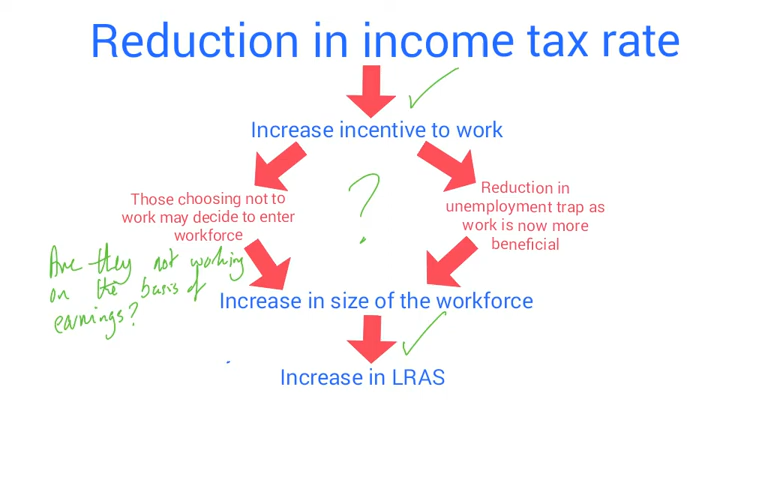 Reduction in income tax rate
Increase incentive to work
Those choosing not to
work may decide to enter
workforce
?
Reduction in
unemployment trap as
work is now more
beneficial
Are they not working
on the basis of
earnings?
Increase in size of the workforce
Increase in LRAS